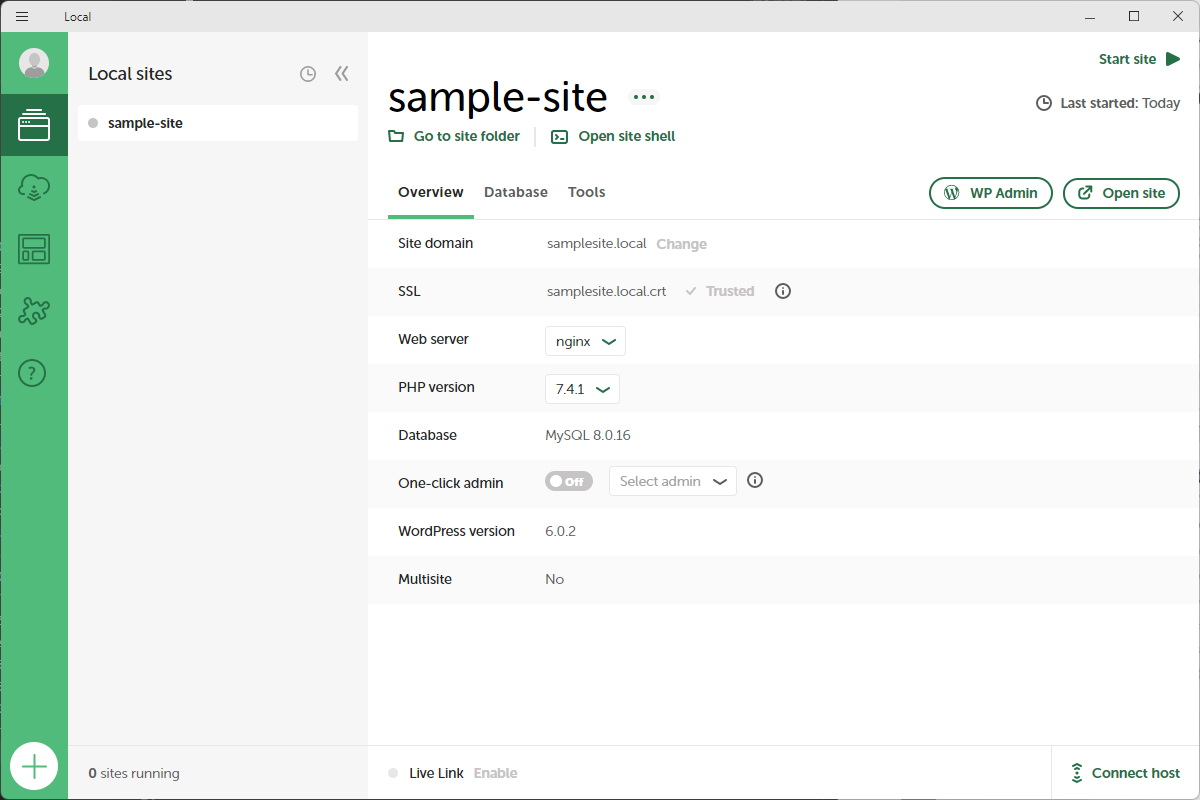 Local
Local sites
sample-site
0 sites running
Start site
sample-site
Last started: Today
Go to site folder
Open site shell
Overview Database Tools
WP Admin
Open site
Site domain samplesite.local Change
SSL samplesite.local.crt Trusted
Web server nginx
PHP version 7.4.1
Database MySQL 8.0.16
One-click admin Off Select admin
WordPress version 6.0.2
Multisite No
Live Link Enable
Connect host